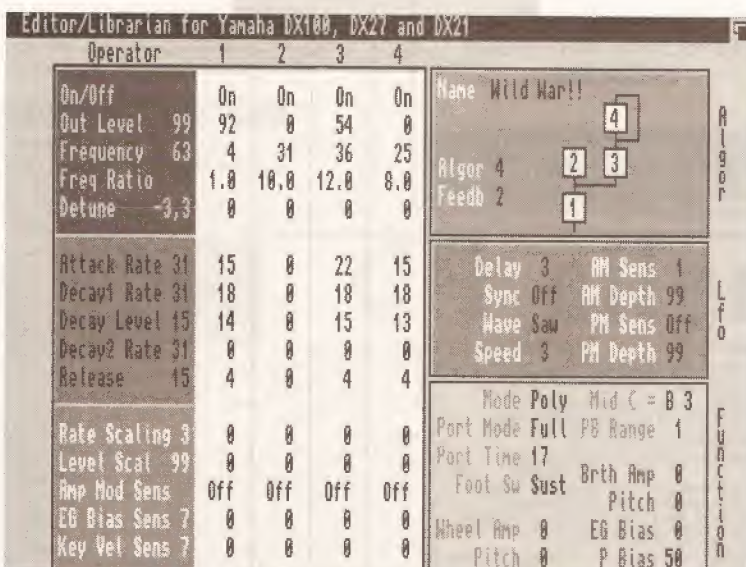 Editor/Librarian for Yamaha DX100, DX27 and DX21
Operator 1 2 3 4
On/Off On On On On
Out Level 99 92 0 54 0
Frequency 63 4 31 36 25
Freq Ratio 1.0 10.0 12.0 8.0
Detune -3,3 0 0 0 0
Attack Rate 31 15 0 22 15
Decay1 Rate 31 18 0 18 18
Decay Level 15 14 0 15 13
Decay2 Rate 31 0 0 0 0
Release 15 4 0 4 4
Rate Scaling 3 0 0 0 0
Level Scal 99 0 0 0 0
Amp Mod Sens Off Off Off Off
EG Bias Sens 7 0 0 0 0
Key Vel Sens 7 0 0 0 0
Name Wild War!!
4
Algor 4 2 3
Feedb 2
1
Algor
Delay 3 AM Sens 1
Sync Off AM Depth 99
Wave Saw PM Sens Off
Speed 3 PM Depth 99
Lfo
Mode Poly Mid C = B 3
Port Mode Full PB Range 1
Port Time 17
Foot Sw Sust Brth Amp 0
Pitch 0
Wheel Amp 0 EG Bias 0
Pitch 0 P Bias 50
Function